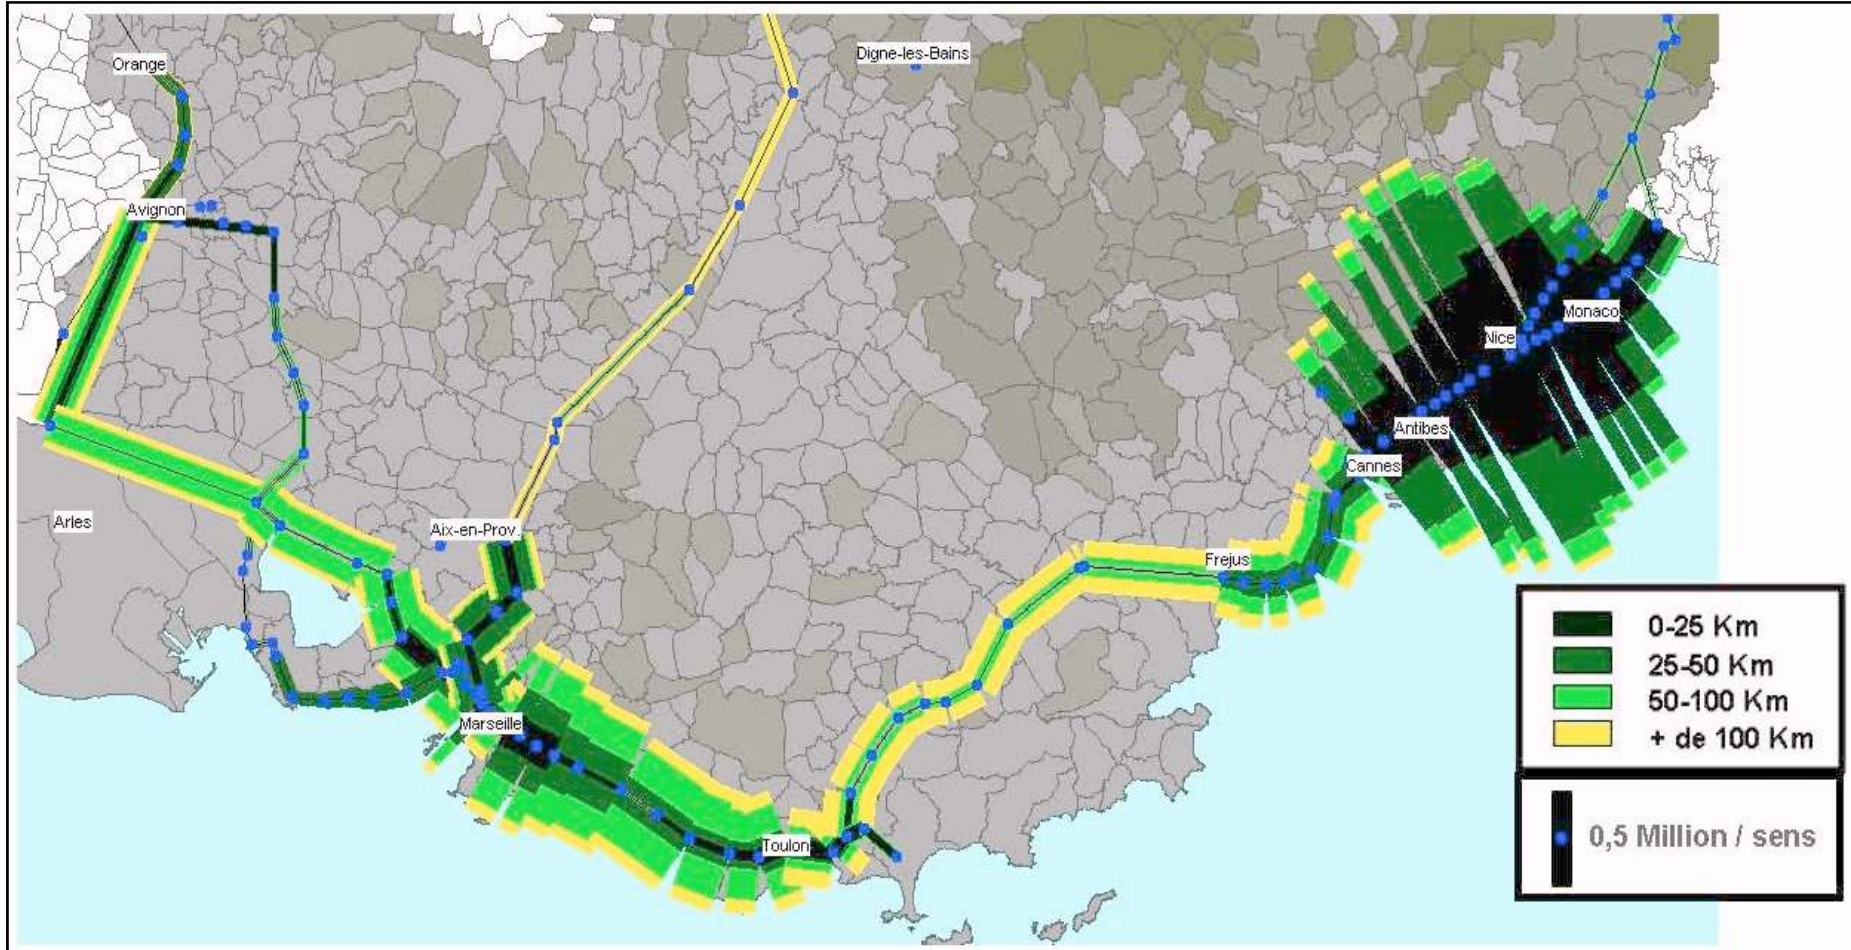 Digne-les-Bains
Orange
Avignon
Monaco
Nice
Antibes
Cannes
Arles
Aix-en-Prov.
Frejus
Marseille
Toulon
0-25 Km
25-50 Km
50-100 Km
+ de 100 Km
0,5 Million / sens